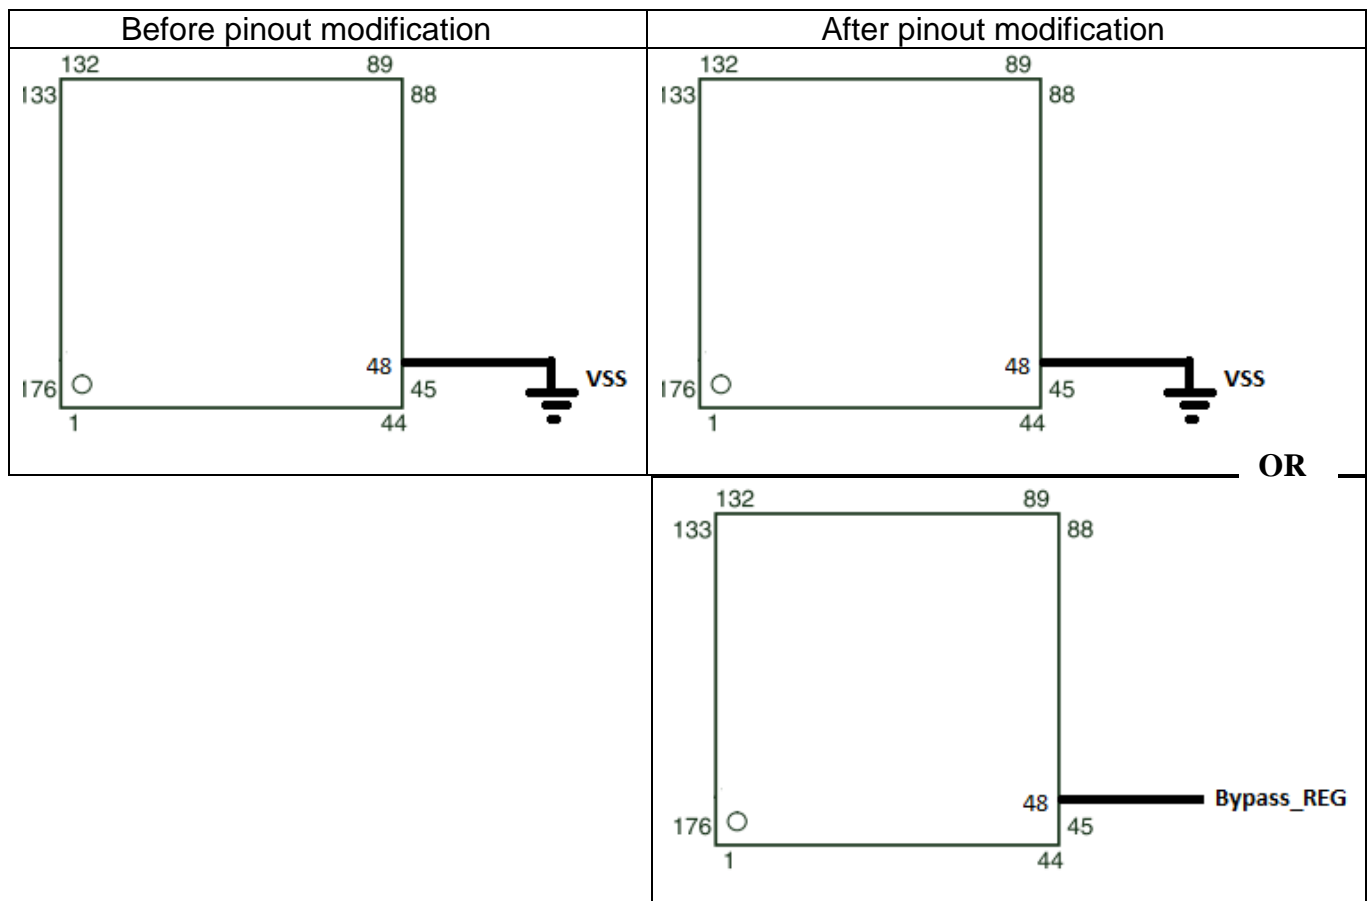 Before pinout modification
After pinout modification
132 89
133 88
48
VSS
176 45
1 44
132 89
133 88
48
VSS
176 45
1 44
OR
132 89
133 88
48
Bypass_REG
176 45
1 44